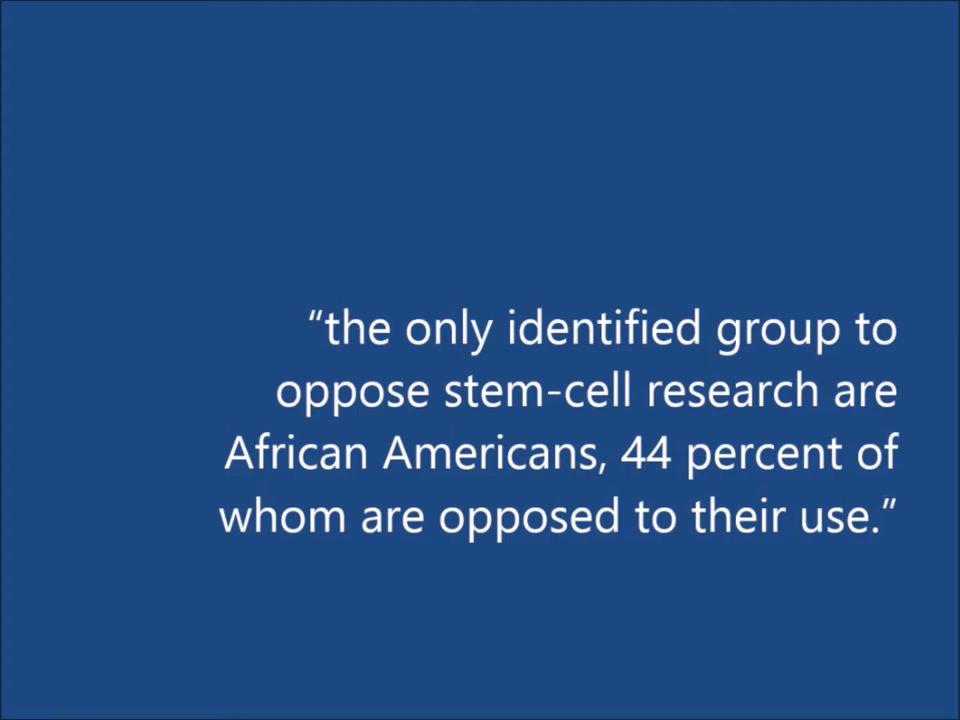 “the only identified group to
oppose stem-cell research are
African Americans, 44 percent of
whom are opposed to their use.”